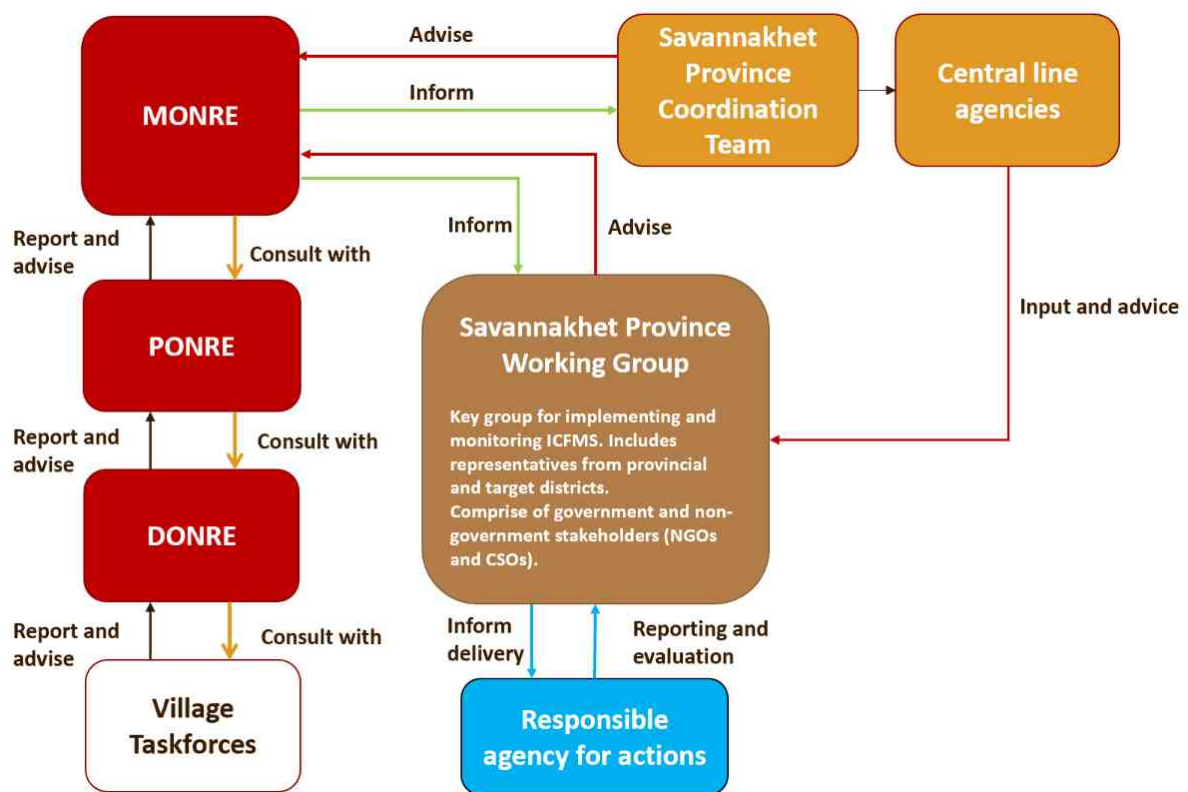 Advise
Savannakhet
Province
Coordination
Team
Central line
agencies
MONRE
Inform
Inform
Advise
Report and
advise
Consult with
Input and advice
PONRE
Savannakhet Province
Working Group
Key group for implementing and
monitoring ICFMS. Includes
representatives from provincial
and target districts.
Comprise of government and non-
government stakeholders (NGOs
and CSOs).
Report and
advise
Consult with
DONRE
Report and
advise
Consult with
Inform
delivery
Reporting and
evaluation
Village
Taskforces
Responsible
agency for actions